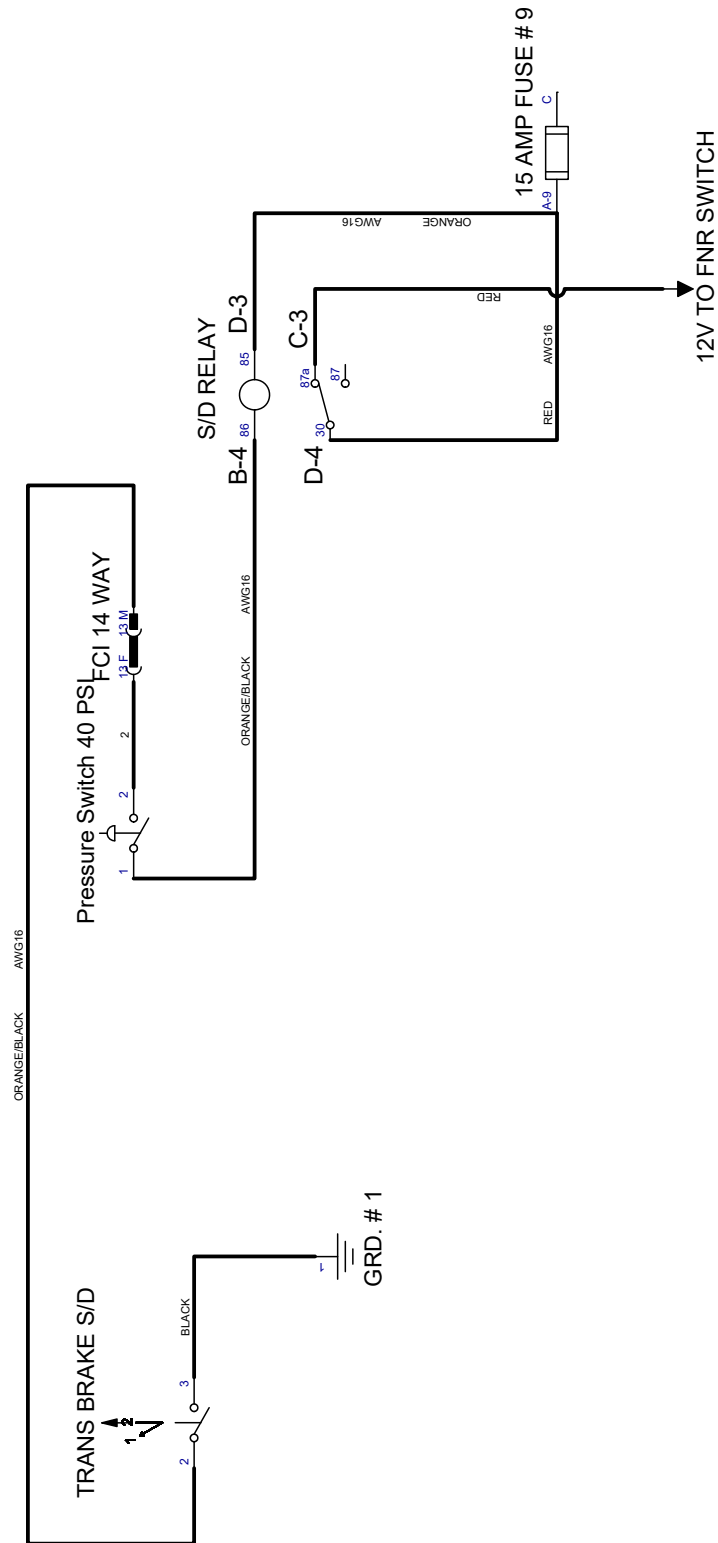 15 AMP FUSE # 9
C
A-9
AWG16
ORANGE
D-3
85
S/D RELAY
86
B-4
C-3
87a
87
30
D-4
RED
RED
AWG16
12V TO FNR SWITCH
FCI 14 WAY
13 M
13 F
Pressure Switch 40 PSI
2
2
1
ORANGE/BLACK
AWG16
ORANGE/BLACK
AWG16
TRANS BRAKE S/D
1
2
2
3
BLACK
1
GRD. # 1